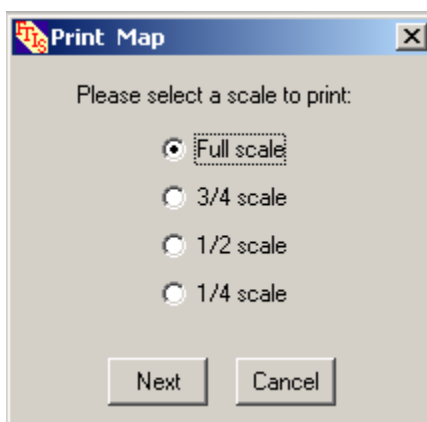 FTIS
Print Map
Please select a scale to print:
Full scale
3/4 scale
1/2 scale
1/4 scale
Next
Cancel